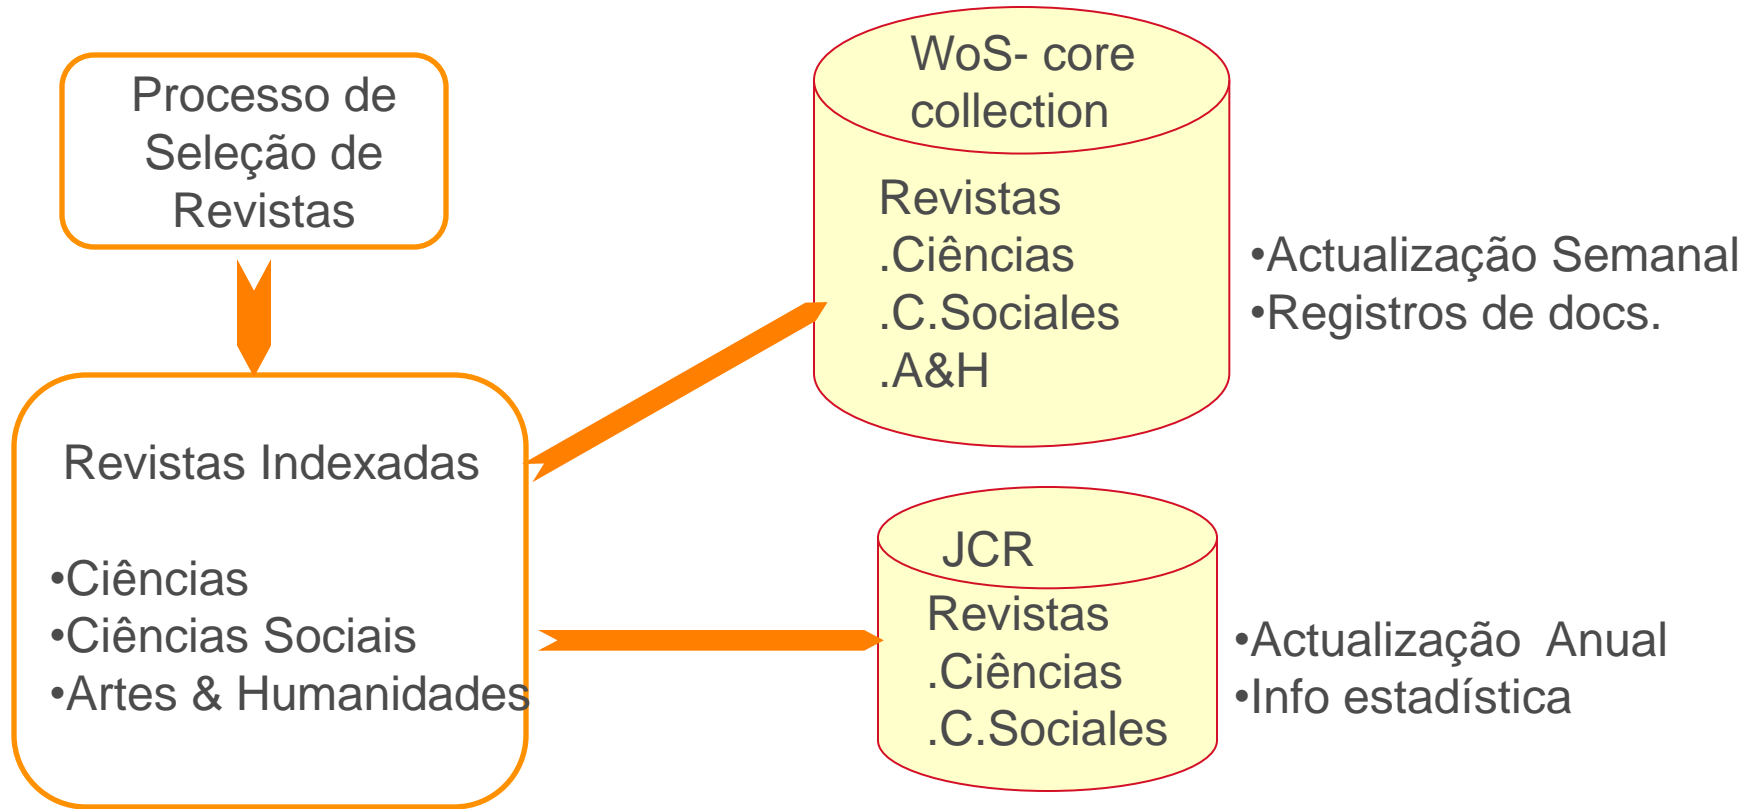 Processo de
Seleção de
Revistas
Revistas Indexadas
•Ciências
•Ciências Sociais
•Artes & Humanidades
WoS- core
collection
Revistas
.Ciências
.C.Sociales
.A&H
•Actualização Semanal
•Registros de docs.
JCR
Revistas
.Ciências
.C.Sociales
•Actualização  Anual
•Info estadística